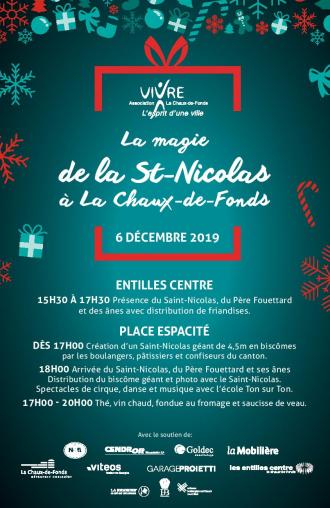 VIVRE
Association La Chaux-de-Fonds
L'esprit d'une ville
La magie
de la St-Nicolas
à La Chaux-de-Fonds
6 DÉCEMBRE 2019
ENTILLES CENTRE
15H30 À 17H30 Présence du Saint-Nicolas, du Père Fouettard
et des ânes avec distribution de friandises.
PLACE ESPACITÉ
DÈS 17H00 Création d'un Saint-Nicolas géant de 4,5m en biscômes
par les boulangers, pâtissiers et confiseurs du canton.
18H00 Arrivée du Saint-Nicolas, du Père Fouettard et ses ânes
Distribution du biscôme géant et photo avec le Saint-Nicolas.
Spectacles de cirque, danse et musique avec l'école Ton sur Ton.
17H00 - 20H00 Thé, vin chaud, fondue au fromage et saucisse de veau.
Avec le soutien de:
CENDROR
Goldec
la Mobilière
La Chaux-de-Fonds
viteos
GARAGE PROIETTI
les entilles centre